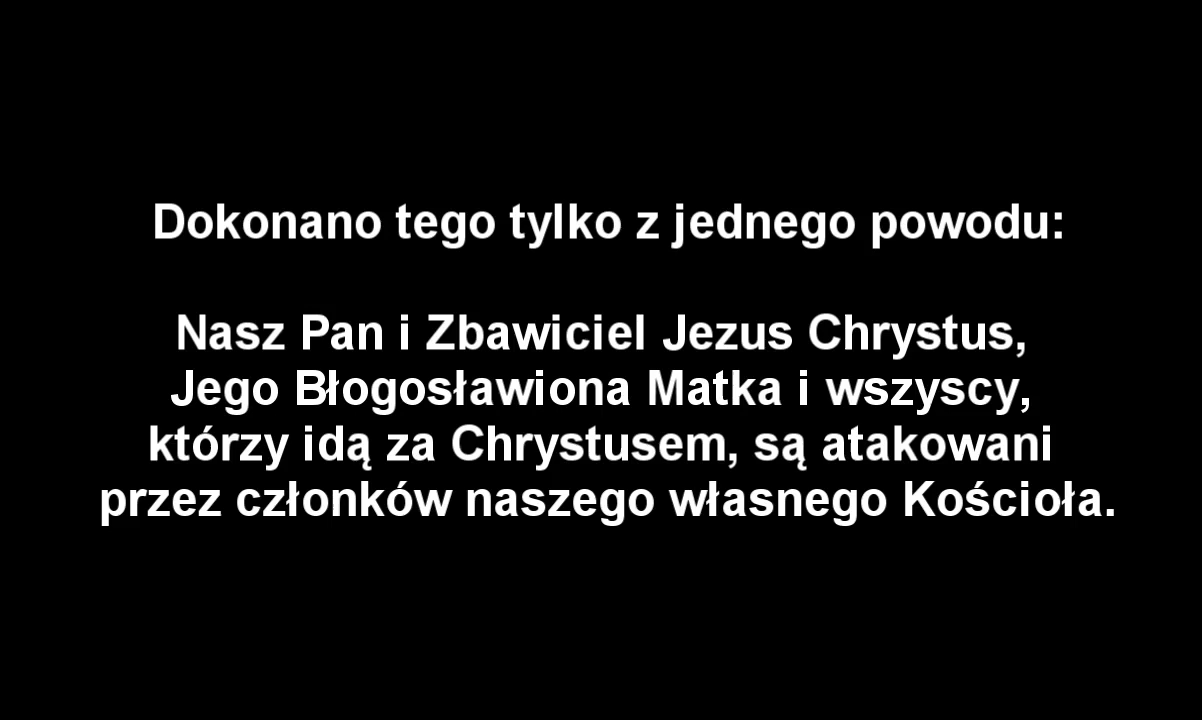 Dokonano tego tylko z jednego powodu:
Nasz Pan i Zbawiciel Jezus Chrystus,
Jego Błogosławiona Matka i wszyscy,
którzy idą za Chrystusem, są atakowani
przez członków naszego własnego Kościoła.